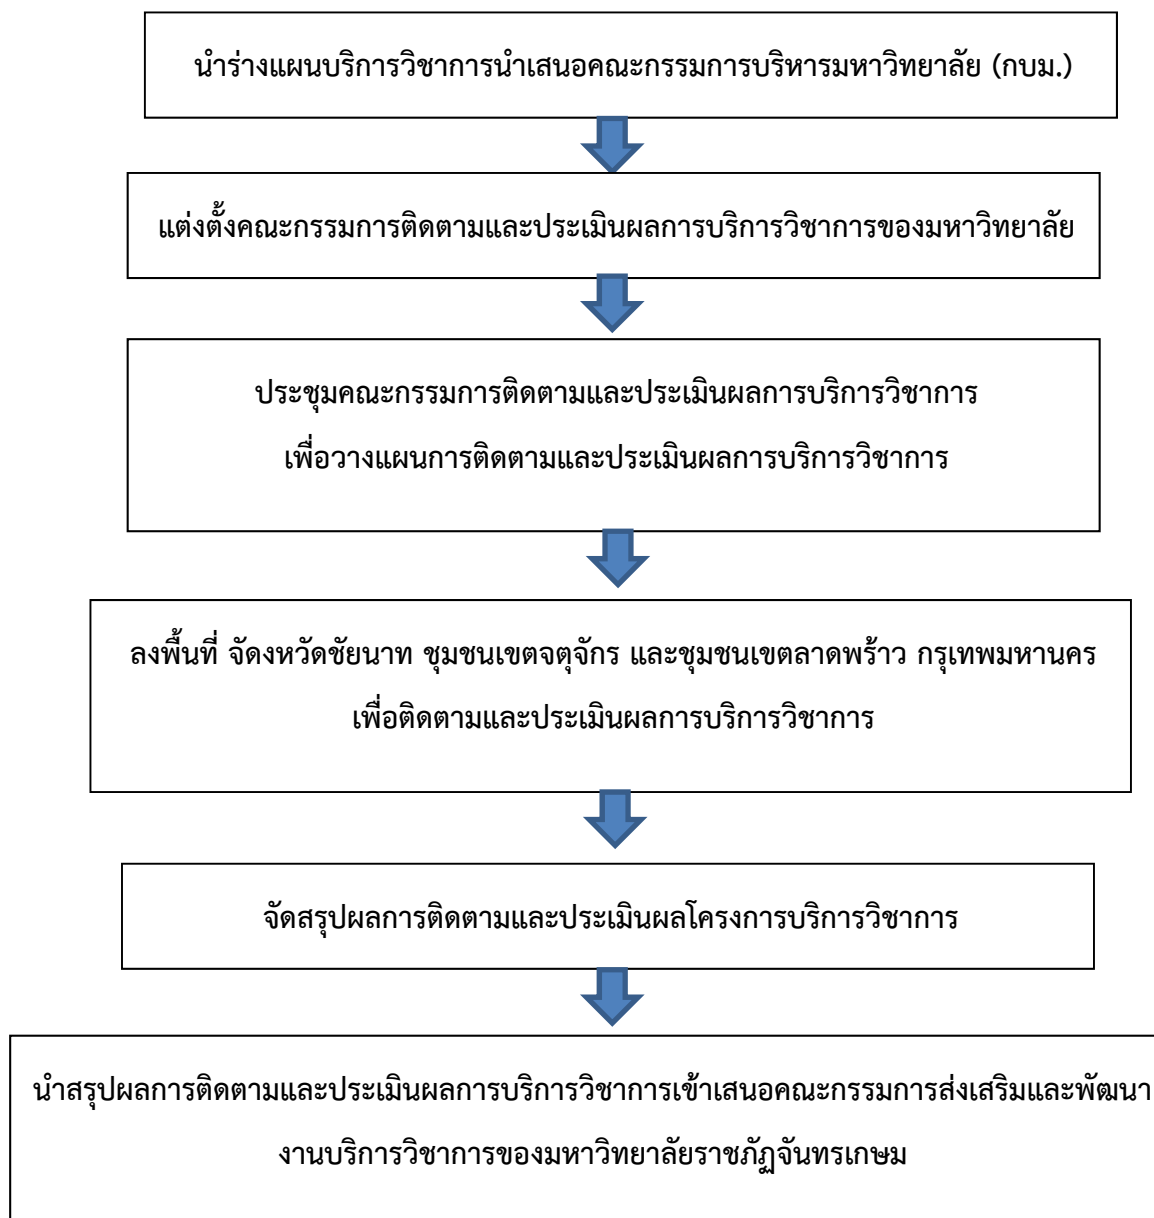 นำร่างแผนบริการวิชาการนำเสนอคณะกรรมการบริหารมหาวิทยาลัย (กบม.)
แต่งตั้งคณะกรรมการติดตามและประเมินผลการบริการวิชาการของมหาวิทยาลัย
ประชุมคณะกรรมการติดตามและประเมินผลการบริการวิชาการ
เพื่อวางแผนการติดตามและประเมินผลการบริการวิชาการ
ลงพื้นที่ จัดงหวัดชัยนาท ชุมชนเขตจตุจักร และชุมชนเขตลาดพร้าว กรุเทพมหานคร
เพื่อติดตามและประเมินผลการบริการวิชาการ
จัดสรุปผลการติดตามและประเมินผลโครงการบริการวิชาการ
นำสรุปผลการติดตามและประเมินผลการบริการวิชาการเข้าเสนอคณะกรรมการส่งเสริมและพัฒนา
งานบริการวิชาการของมหาวิทยาลัยราชภัฏจันทรเกษม